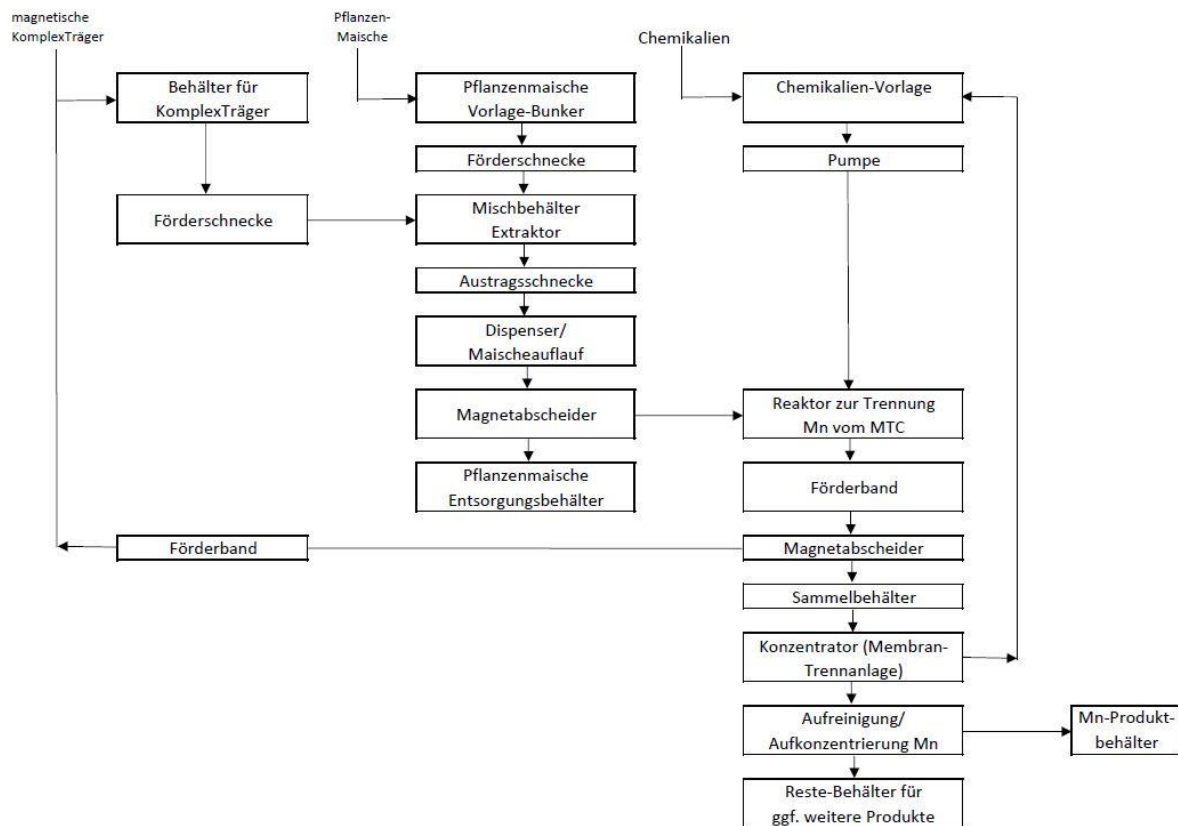 magnetische
KomplexTräger
Pflanzen-
Maische
Chemikalien
Behälter für
KomplexTräger
Pflanzenmaische
Vorlage-Bunker
Chemikalien-Vorlage
Förderschnecke
Pumpe
Förderschnecke
Mischbehälter
Extraktor
Austragsschnecke
Dispenser/
Maischeauflauf
Magnetabscheider
Reaktor zur Trennung
Mn vom MTC
Pflanzenmaische
Entsorgungsbehälter
Förderband
Förderband
Magnetabscheider
Sammelbehälter
Konzentrator (Membran-
Trennanlage)
Aufreinigung/
Aufkonzentrierung Mn
Mn-Produkt-
behälter
Reste-Behälter für
ggf. weitere Produkte